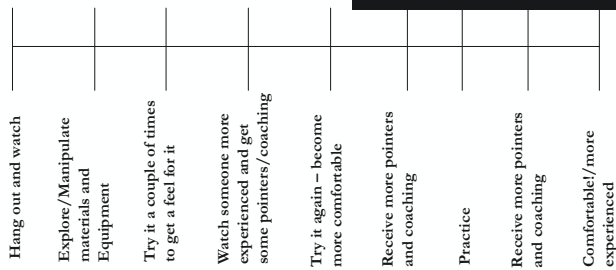 Hang out and watch
Explore/Manipulate
materials and
Equipment
Try it a couple of times
to get a feel for it
Watch someone more
experienced and get
some pointers/coaching
Try it again – become
more comfortable
Receive more pointers
and coaching
Practice
Receive more pointers
and coaching
Comfortable!/more
experienced